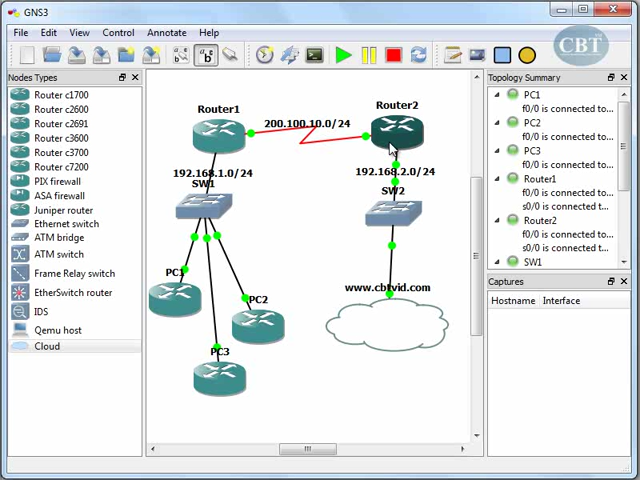 GNS3
File Edit View Control Annotate Help
CBT
Nodes Types
Router c1700
Router c2600
Router c2691
Router c3600
Router c3700
Router c7200
PIX firewall
ASA firewall
Juniper router
Ethernet switch
ATM bridge
ATM switch
Frame Relay switch
EtherSwitch router
IDS
Qemu host
Cloud
Router1
Router2
200.100.10.0/24
192.168.1.0/24
192.168.2.0/24
SW1
SW2
PC1
PC2
PC3
www.cbtvid.com
Topology Summary
PC1
f0/0 is connected to...
PC2
f0/0 is connected to...
PC3
f0/0 is connected to...
Router1
f0/0 is connected to...
s0/0 is connected t...
Router2
f0/0 is connected to...
s0/0 is connected t...
SW1
Captures
Hostname Interface